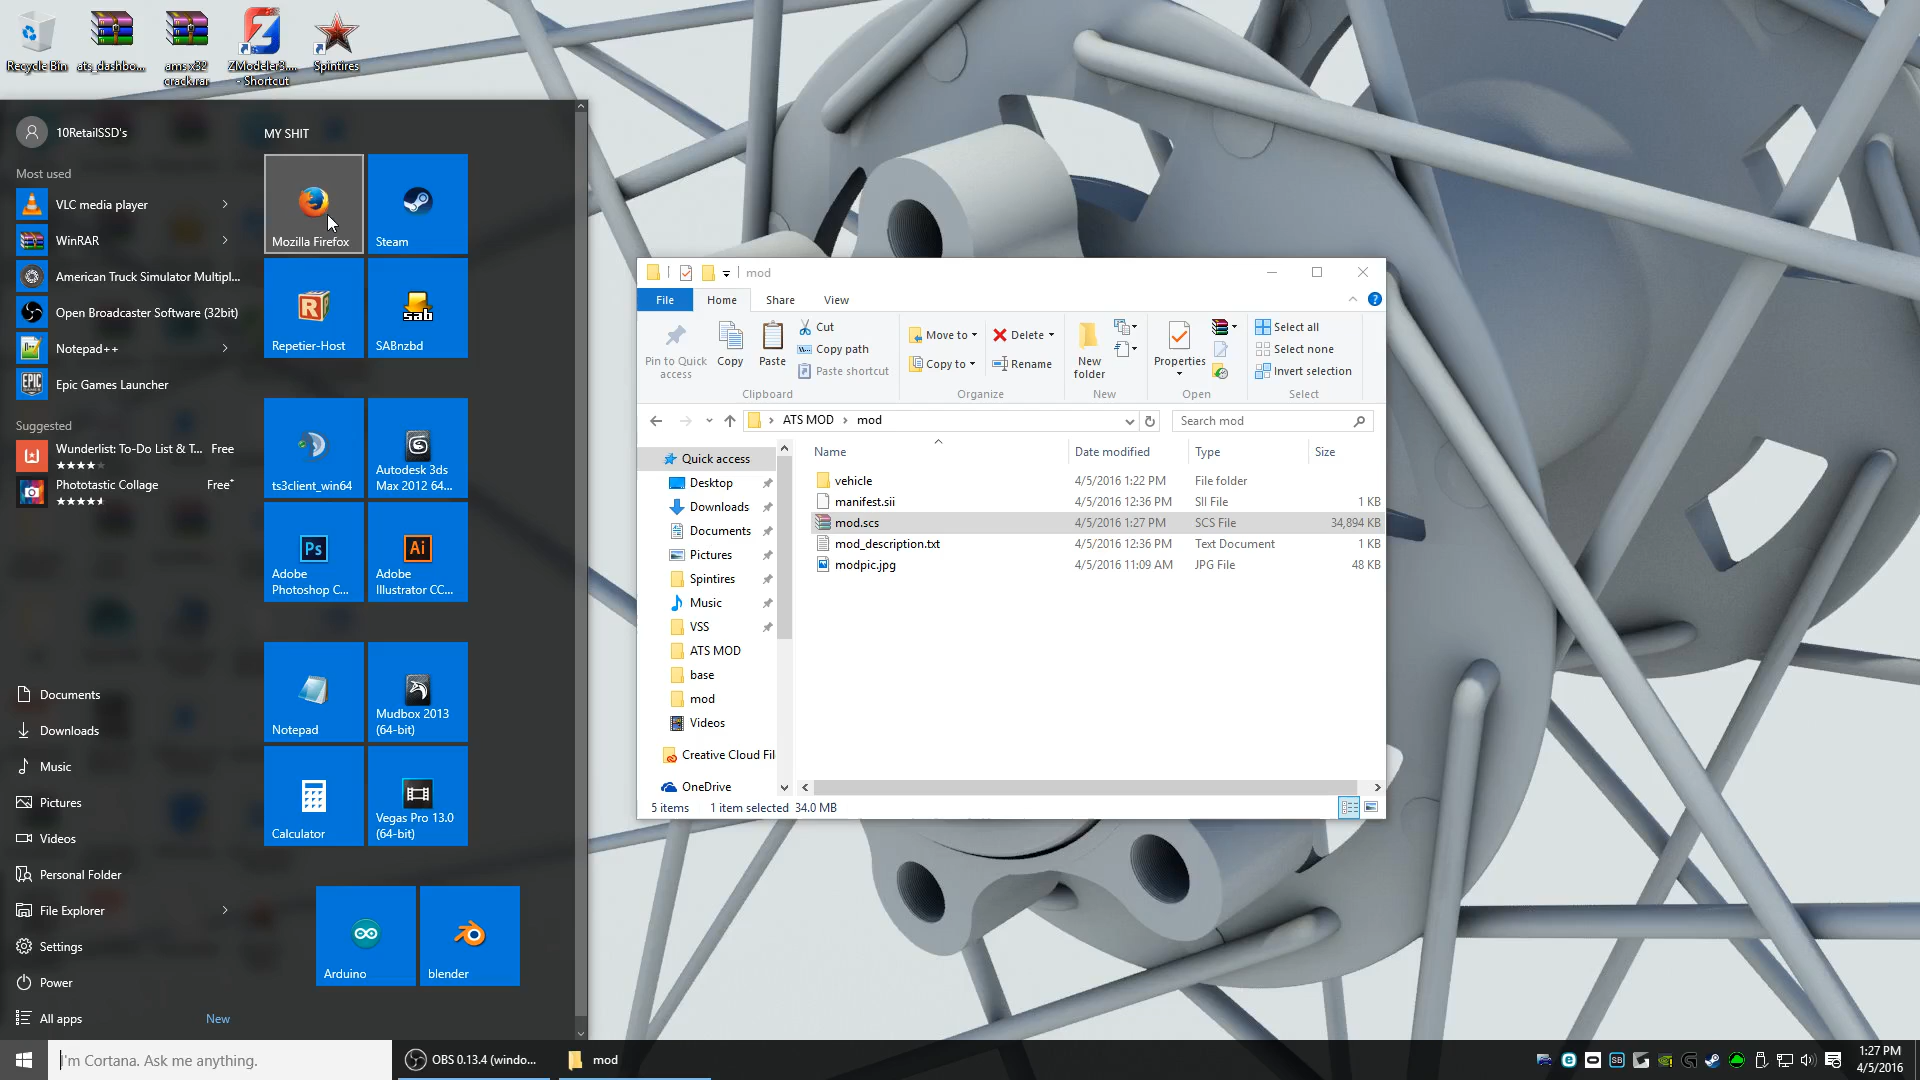 Recycle Bin
ats_dashbo...
ams x32
crack.rar
ZModeler3....
- Shortcut
Spintires
10RetailSSD's
Most used
VLC media player
WinRAR
American Truck Simulator Multipl...
Open Broadcaster Software (32bit)
Notepad++
EPIC
Epic Games Launcher
Suggested
Wunderlist: To-Do List & T...
Free
Phototastic Collage
Free+
Documents
Downloads
Music
Pictures
Videos
Personal Folder
File Explorer
Settings
Power
All apps
New
MY SHIT
Mozilla Firefox
Steam
Repetier-Host
sab
SABnzbd
ts3client_win64
Autodesk 3ds
Max 2012 64...
Ps
Adobe
Photoshop C...
Ai
Adobe
Illustrator CC...
Notepad
Mudbox 2013
(64-bit)
Calculator
Vegas Pro 13.0
(64-bit)
Arduino
blender
mod
File
Home
Share
View
Pin to Quick
access
Copy
Paste
Cut
Copy path
Paste shortcut
Clipboard
Move to
Copy to
Delete
Rename
Organize
New
folder
New
Properties
Open
Select all
Select none
Invert selection
Select
ATS MOD
mod
Search mod
Quick access
Desktop
Downloads
Documents
Pictures
Spintires
Music
VSS
ATS MOD
base
mod
Videos
Creative Cloud Fil
OneDrive
Name
Date modified
Type
Size
vehicle
4/5/2016 1:22 PM
File folder
manifest.sii
4/5/2016 12:36 PM
SII File
1 KB
mod.scs
4/5/2016 1:27 PM
SCS File
34,894 KB
mod_description.txt
4/5/2016 12:36 PM
Text Document
1 KB
modpic.jpg
4/5/2016 11:09 AM
JPG File
48 KB
5 items
1 item selected 34.0 MB
I'm Cortana. Ask me anything.
OBS 0.13.4 (windo...
mod
SB
1:27 PM
4/5/2016